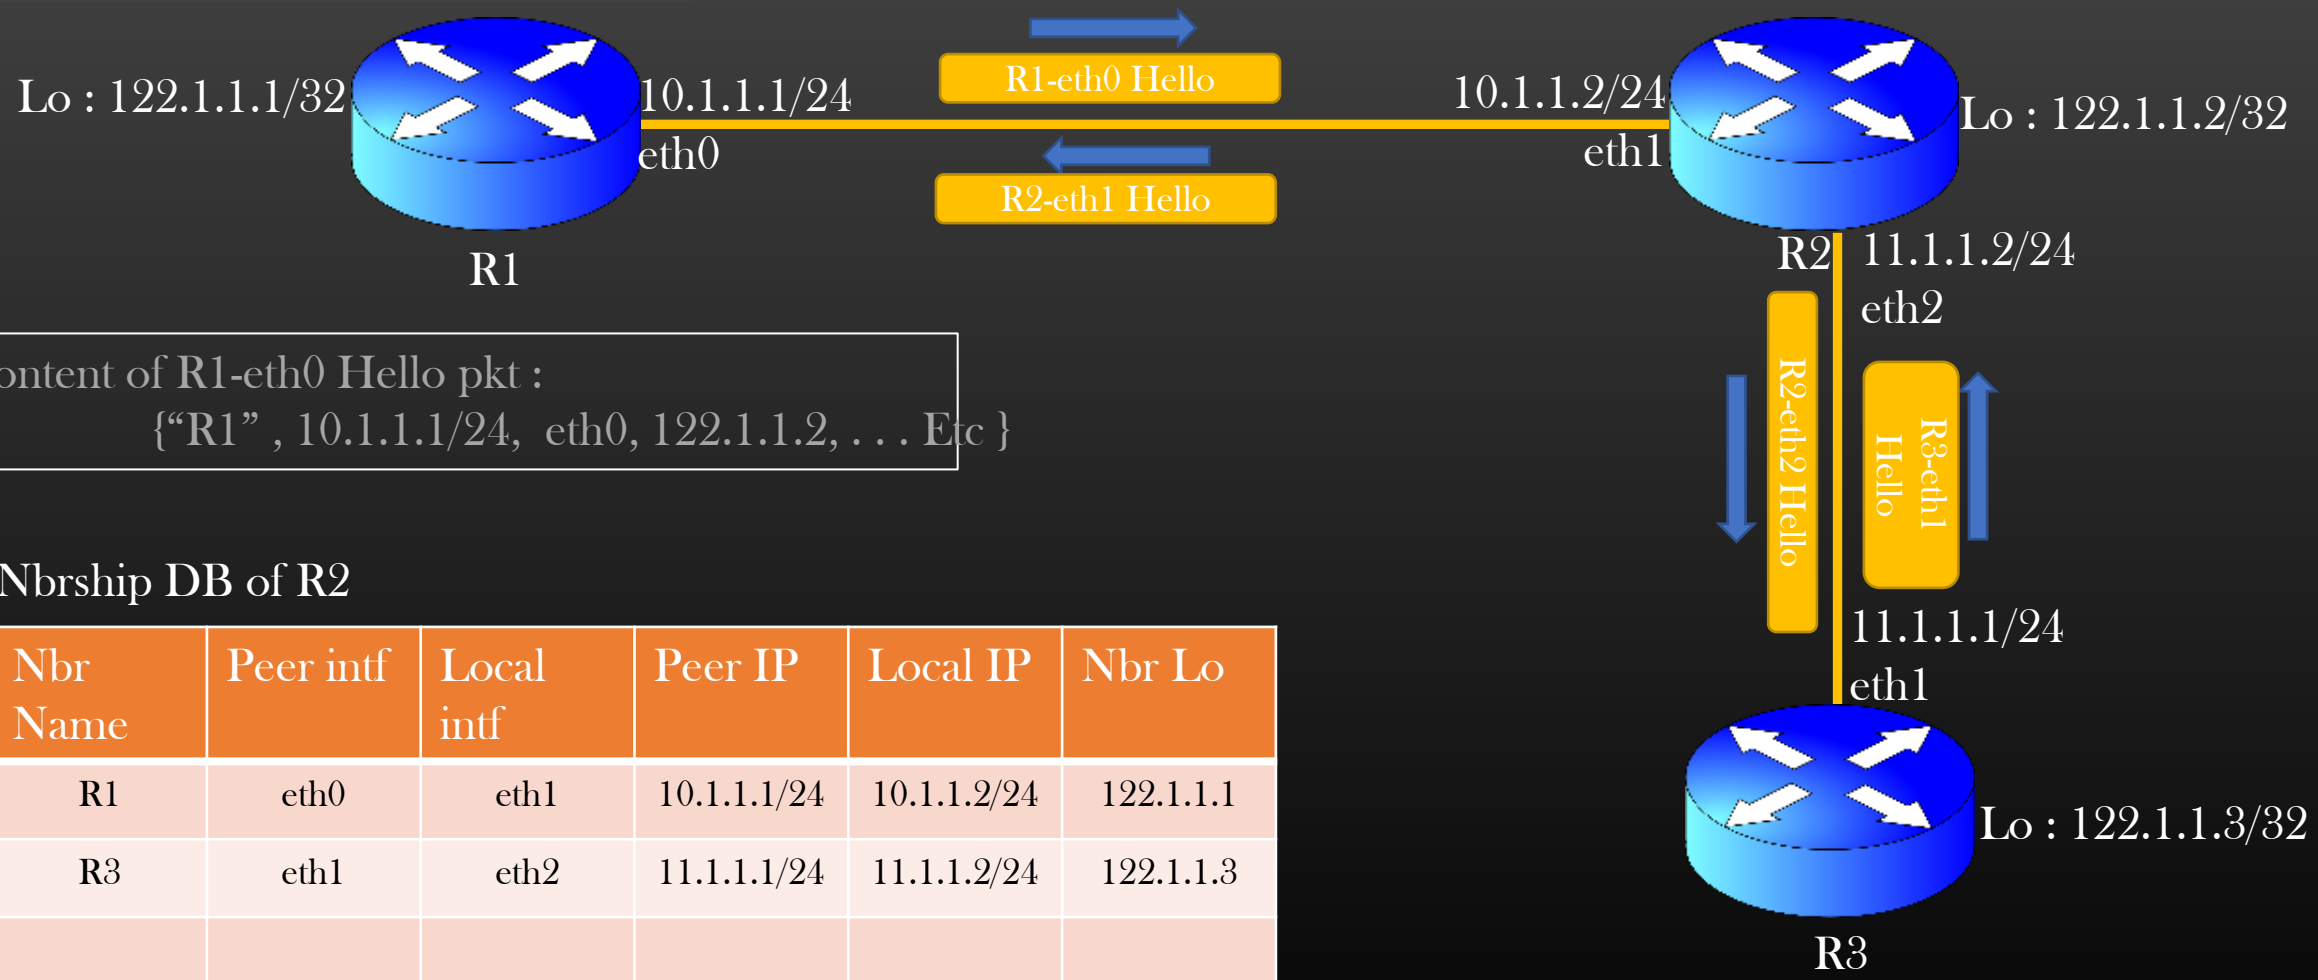 R1-eth0 Hello
Lo : 122.1.1.1/32
10.1.1.1/24
10.1.1.2/24
Lo : 122.1.1.2/32
eth0
eth1
R2-eth1 Hello
R1
R2
11.1.1.2/24
eth2
ontent of R1-eth0 Hello pkt :
{“R1” , 10.1.1.1/24,  eth0, 122.1.1.2, . . . Etc }
R2-eth2 Hello
R3-eth1
Hello
Nbrship DB of R2
11.1.1.1/24
eth1
Nbr Name Peer intf Local intf Peer IP Local IP Nbr Lo
R1 eth0 eth1 10.1.1.1/24 10.1.1.2/24 122.1.1.1
R3 eth1 eth2 11.1.1.1/24 11.1.1.2/24 122.1.1.3
Lo : 122.1.1.3/32
R3